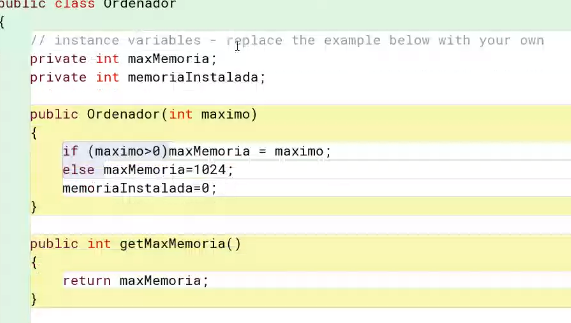 public class Ordenador
{
// instance variables - replace the example below with your own
private int maxMemoria;
private int memoriaInstalada;
public Ordenador(int maximo)
{
if (maximo>0)maxMemoria = maximo;
else maxMemoria=1024;
memoriaInstalada=0;
}
public int getMaxMemoria()
{
return maxMemoria;
}